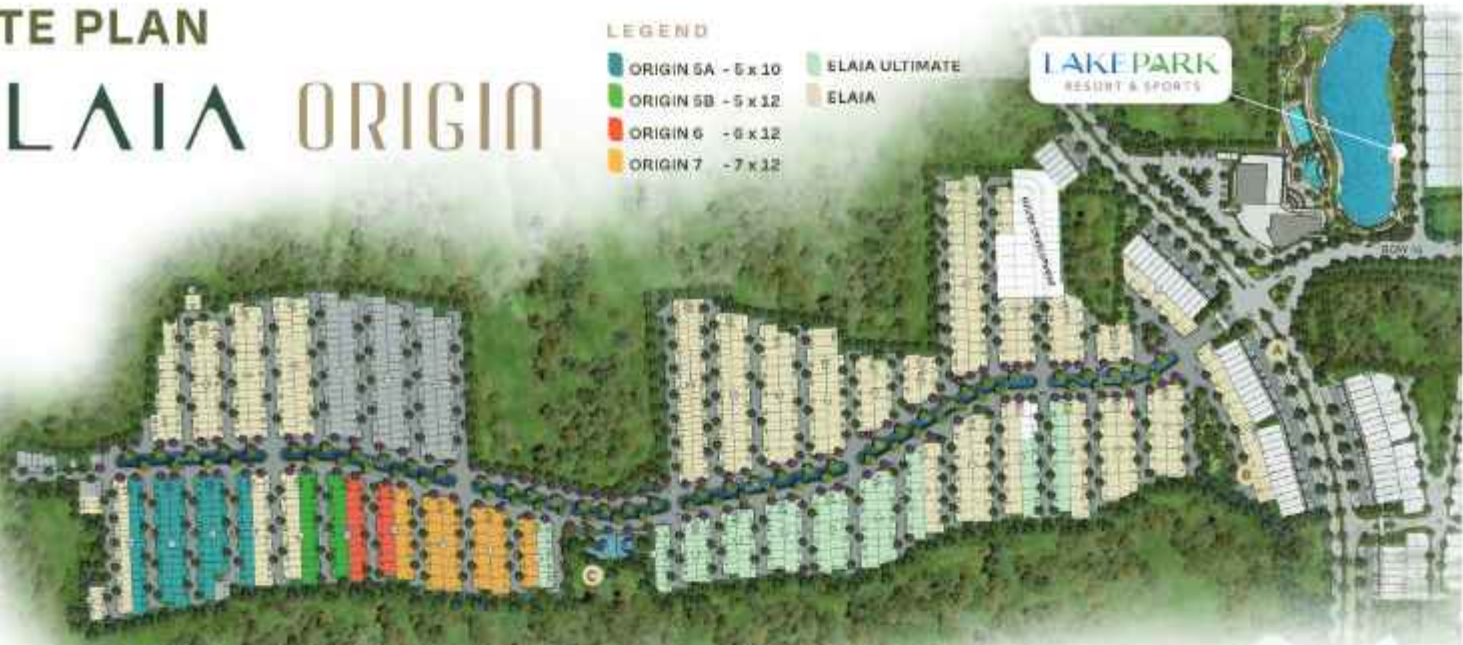 TE PLAN
LAIA ORIGIN
LEGEND
ORIGIN 5A - 5 x 10
ORIGIN 5B - 5 x 12
ORIGIN 6 - 6 x 12
ORIGIN 7 - 7 x 12
ELAIA ULTIMATE
ELAIA
LAKEPARK
RESORT & SPORTS
A
C